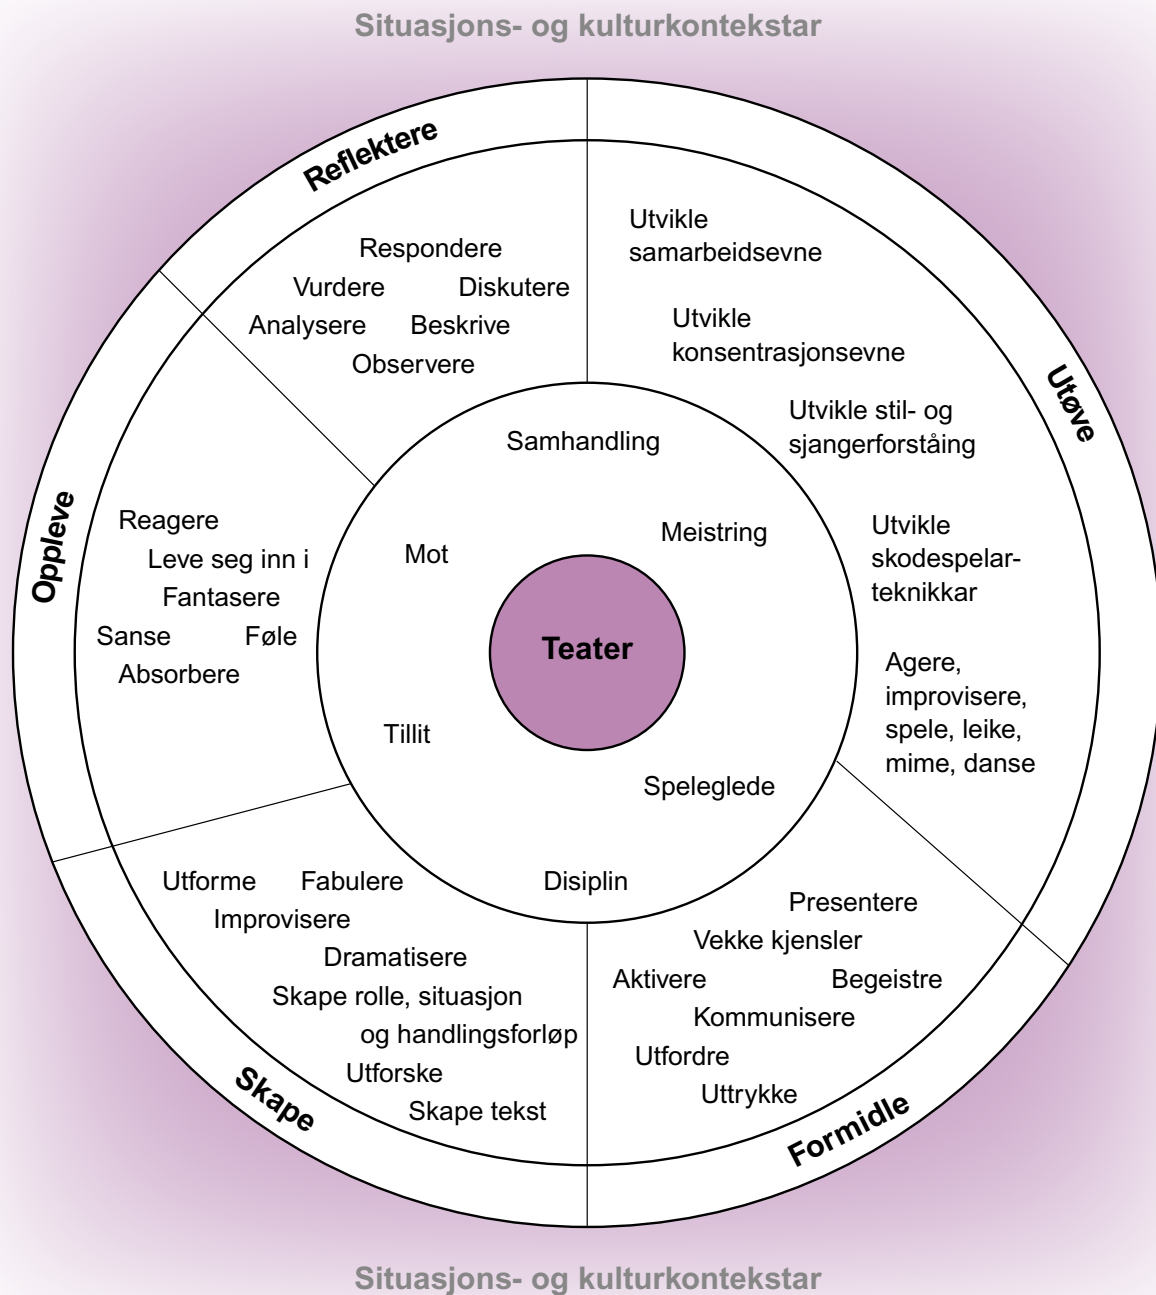 Situasjons- og kulturkontekstar
Reflektere
Respondere
Vurdere Diskutere
Analysere Beskrive
Observere
Utøve
Utvikle
samarbeidsevne
Utvikle
konsentrasjonsevne
Utvikle stil- og
sjangerforståing
Utvikle
skodespelar-
teknikkar
Agere,
improvisere,
spele, leike,
mime, danse
Oppleve
Reagere
Leve seg inn i
Fantasere
Sanse Føle
Absorbere
Samhandling
Meistring
Mot
Teater
Tillit
Speleglede
Disiplin
Skape
Utforme Fabulere
Improvisere
Dramatisere
Skape rolle, situasjon
og handlingsforløp
Utforske
Skape tekst
Formidle
Presentere
Vekke kjensler
Aktivere Begeistre
Kommunisere
Utfordre
Uttrykke
Situasjons- og kulturkontekstar